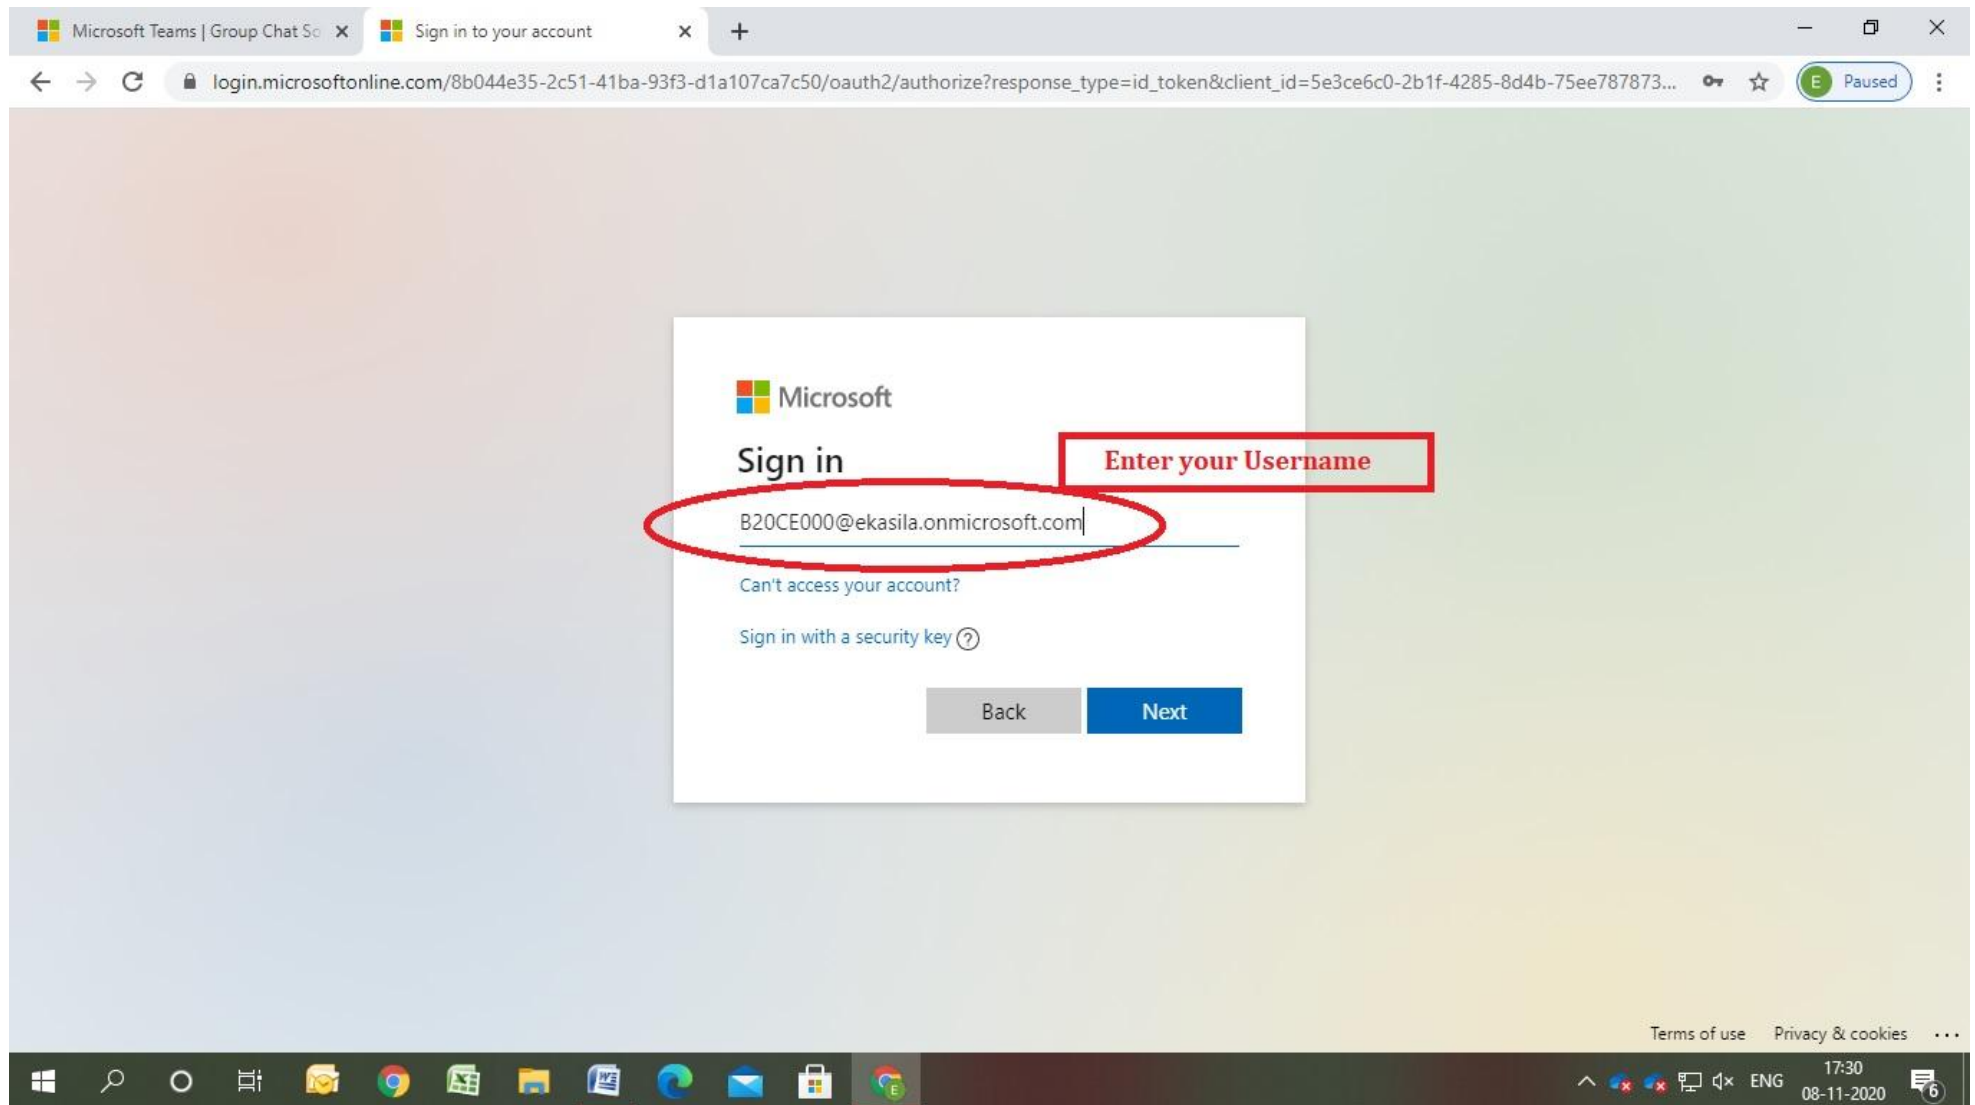 Microsoft Teams | Group Chat So
Sign in to your account
login.microsoftonline.com/8b044e35-2c51-41ba-93f3-d1a107ca7c50/oauth2/authorize?response_type=id_token&client_id=5e3ce6c0-2b1f-4285-8d4b-75ee787873...
E Paused
Microsoft
Sign in
Enter your Username
B20CE000@ekasila.onmicrosoft.com
Can't access your account?
Sign in with a security key ?
Back Next
Terms of use Privacy & cookies ...
ENG
17:30
08-11-2020
6